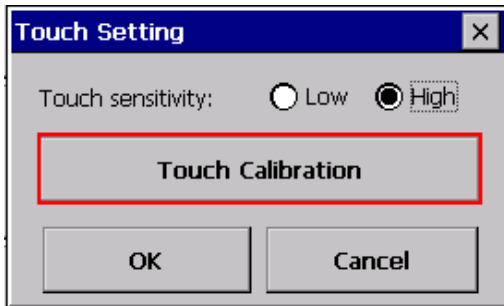 Touch Setting
Touch sensitivity: Low High
Touch Calibration
OK Cancel